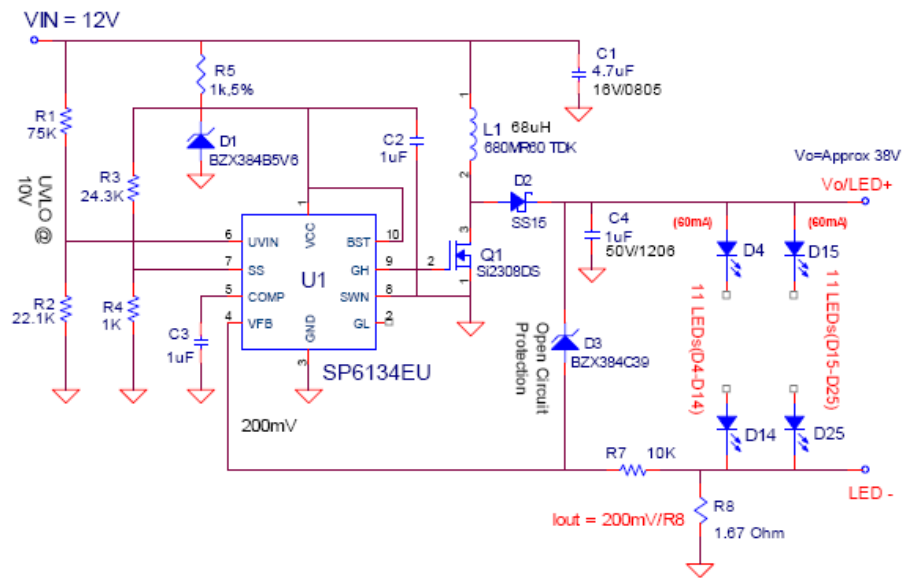 VIN = 12V
R5
1k,5%
C1
4.7uF
16V/0805
R1
75K
D1
BZX384B5V6
C2
1uF
L1
68uH
680MR60 TDK
1
2
UVLO @
10V
R3
24.3K
D2
SS15
Vo=Approx 38V
Vo/LED+
(60mA)
(60mA)
C4
1uF
50V/1206
D4
D15
1
VCC
6
UVIN
BST
10
7
SS
GH
9
5
COMP
SWN
8
4
VFB
GL
2
GND
3
U1
SP6134EU
3
2
1
Q1
Si2308DS
R2
22.1K
R4
1K
C3
1uF
200mV
Open Circuit
Protection
D3
BZX384C39
11 LEDs(D4-D14)
11 LEDs(D15-D25)
D14
D25
R7
10K
LED -
Iout = 200mV/R8
R8
1.67 Ohm